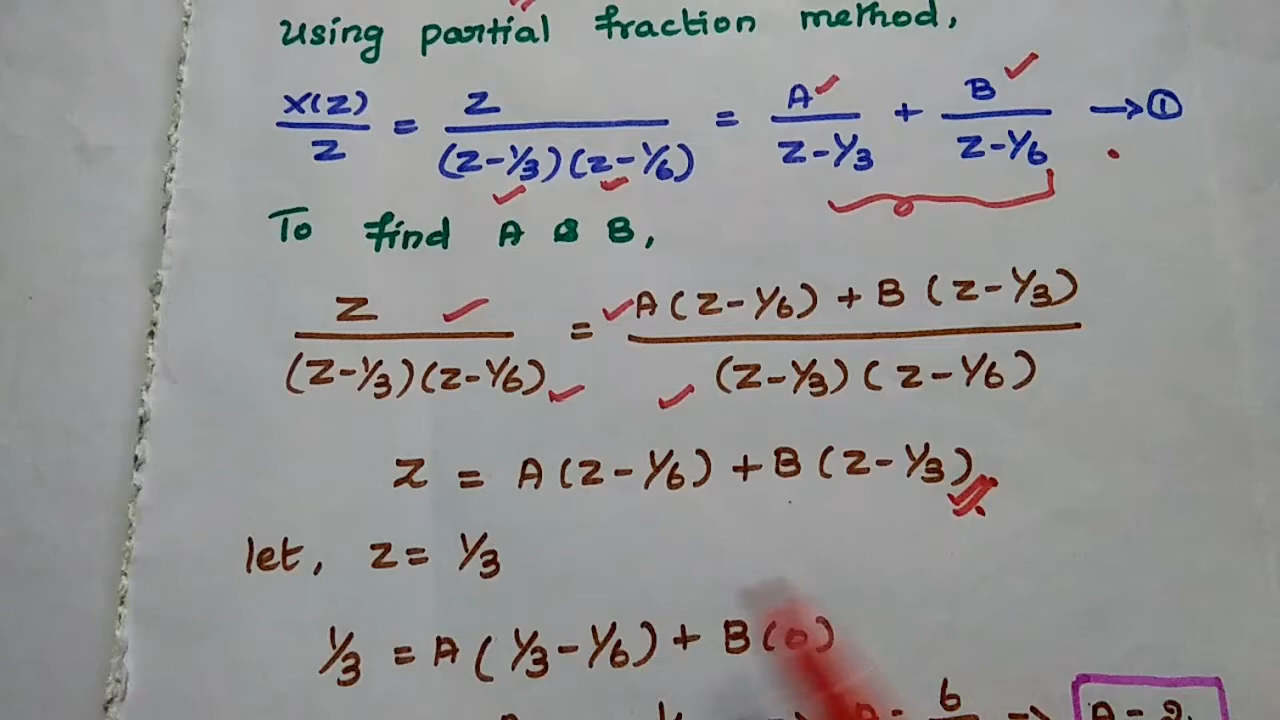 Using partial fraction method,
X(Z)/Z = Z/((Z-1/3)(Z-1/6)) = A/(Z-1/3) + B/(Z-1/6) → ①
To find A & B,
Z/((Z-1/3)(Z-1/6)) = (A(Z-1/6) + B(Z-1/3))/((Z-1/3)(Z-1/6))
Z = A(Z-1/6) + B(Z-1/3)
let, Z = 1/3
1/3 = A(1/3-1/6) + B(0)